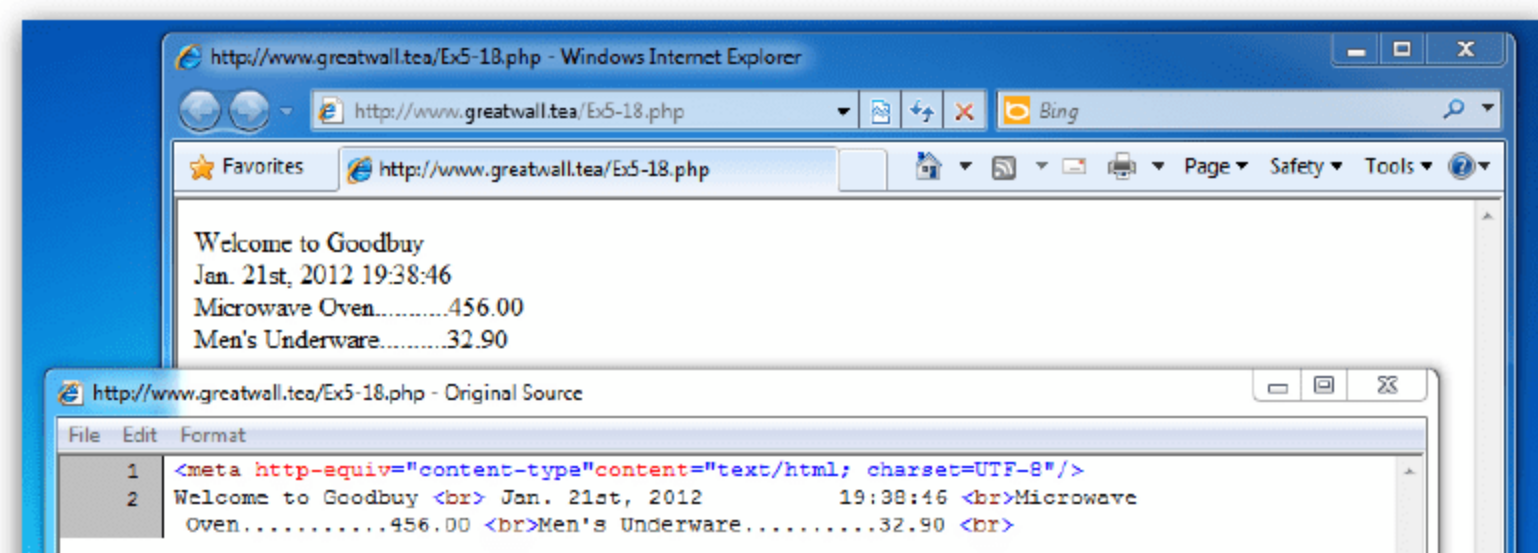 http://www.greatwall.tea/Ex5-18.php - Windows Internet Explorer
http://www.greatwall.tea/Ex5-18.php
Bing
Favorites
http://www.greatwall.tea/Ex5-18.php
Page
Safety
Tools
Welcome to Goodbuy
Jan. 21st, 2012 19:38:46
Microwave Oven...........456.00
Men's Underware..........32.90
http://www.greatwall.tea/Ex5-18.php - Original Source
File Edit Format
1 <meta http-equiv="content-type"content="text/html; charset=UTF-8"/>
2 Welcome to Goodbuy <br> Jan. 21st, 2012 19:38:46 <br>Microwave
Oven...........456.00 <br>Men's Underware..........32.90 <br>